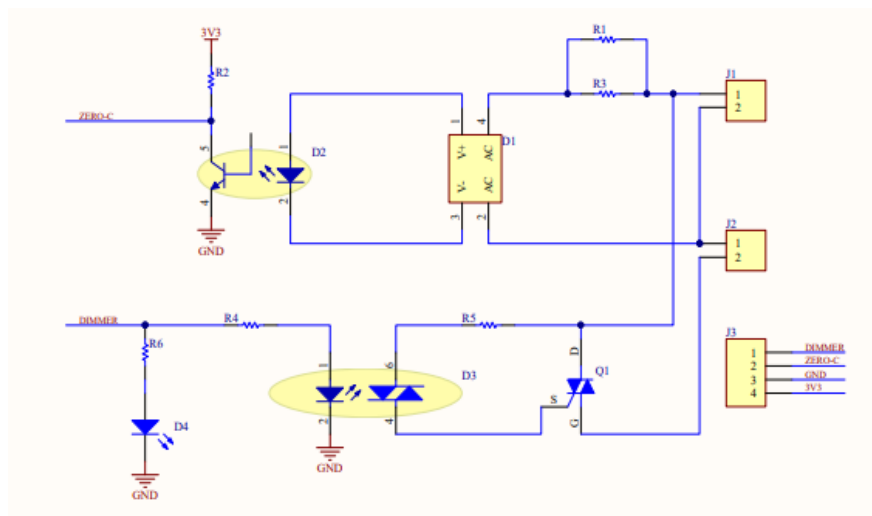 3V3
R2
ZERO-C
5
4
GND
1
2
D2
1
4
V+
AC
D1
V-
AC
3
2
R1
R3
J1
1
2
J2
1
2
DIMMER
R4
R6
D4
GND
1
2
GND
6
4
D3
R5
D
Q1
S
G
J3
1
DIMMER
2
ZERO-C
3
GND
4
3V3